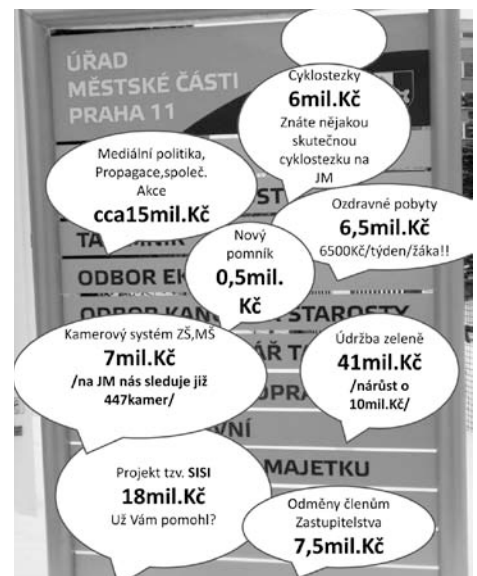 ÚŘAD
MĚSTSKÉ ČÁSTI
PRAHA 11
Cyklostezky
6mil.Kč
Znáte nějakou
skutečnou
cyklostezku na
JM
Mediální politika,
Propagace,společ.
Akce
cca15mil.Kč
Ozdravné pobyty
6,5mil.Kč
6500Kč/týden/žáka!!
Nový
pomník
0,5mil.
Kč
ODBOR
STAROSTY
Kamerový systém ZŠ,MŠ
7mil.Kč
/na JM nás sleduje již
447kamer/
Údržba zeleně
41mil.Kč
/nárůst o
10mil.Kč/
MAJETKU
Projekt tzv. SISI
18mil.Kč
Už Vám pomohl?
Odměny členům
Zastupitelstva
7,5mil.Kč